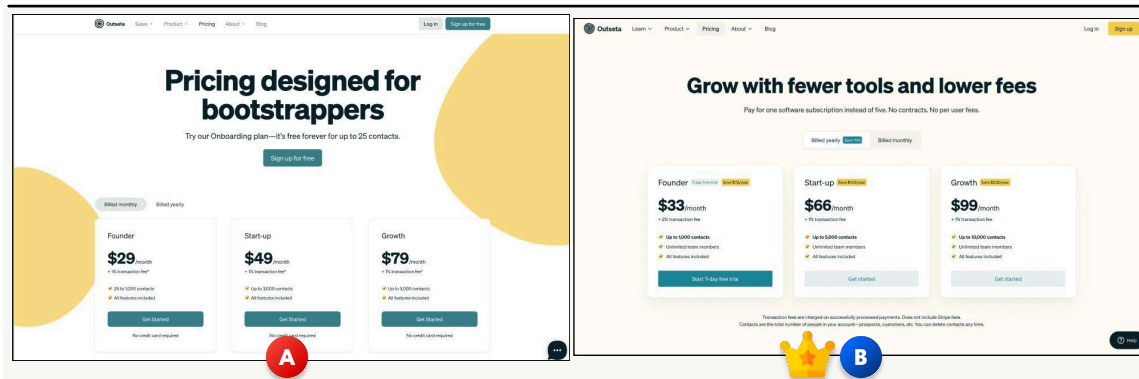 Outseta Sales Product Pricing About Blog Log in Sign up for free
Pricing designed for
bootstrappers
Try our Onboarding plan—it's free forever for up to 25 contacts.
Sign up for free
Billed monthly Billed yearly
Founder
$29/month
+ 1% transaction fee*
25 to 1,000 contacts
All features included
Get Started
No credit card required
Start-up
$49/month
+ 1% transaction fee*
Up to 3,000 contacts
All features included
Get Started
No credit card required
Growth
$79/month
+ 1% transaction fee*
Up to 5,000 contacts
All features included
Get Started
No credit card required
A
Outseta Learn Product Pricing About Blog Log in Sign up
Grow with fewer tools and lower fees
Pay for one software subscription instead of five. No contracts. No per user fees.
Billed yearly Billed monthly
Founder 7-day free trial
$33/month
+ 2% transaction fee
Up to 1,000 contacts
Unlimited team members
All features included
Start 7-day free trial
Start-up
$66/month
+ 1% transaction fee
Up to 5,000 contacts
Unlimited team members
All features included
Get started
Growth
$99/month
+ 1% transaction fee
Up to 10,000 contacts
Unlimited team members
All features included
Get started
Transaction fees are charged on successfully processed payments. Does not include Stripe fees.
Contacts are the total number of people in your account—prospects, customers, etc. You can delete contacts any time.
Help
B